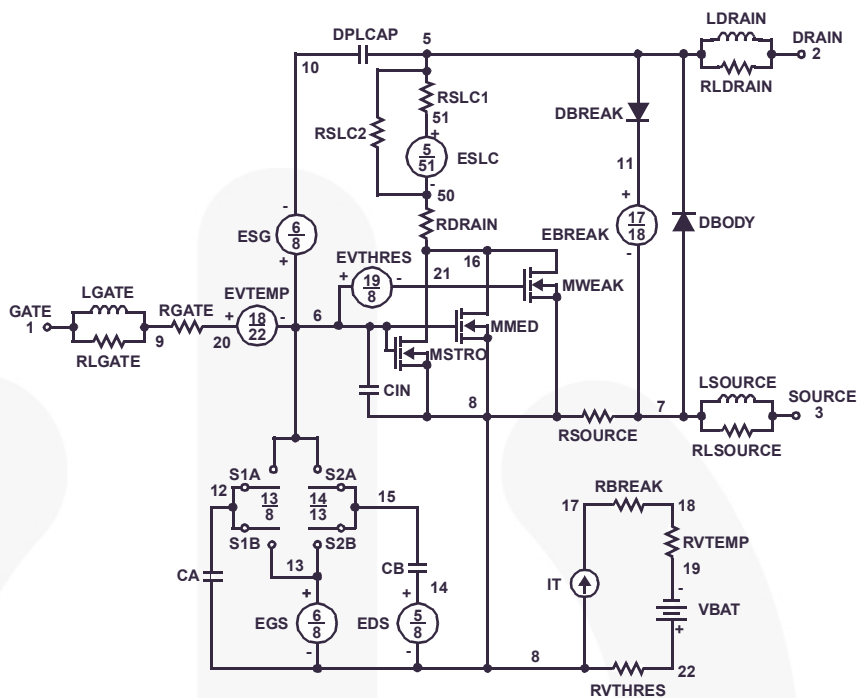 LDRAIN
DPLCAP
5
DRAIN
2
10
RLDRAIN
RSLC1
51
DBREAK
RSLC2
+
5
51
ESLC
11
-
50
-
+
6
8
ESG
RDRAIN
17
18
EBREAK
DBODY
+
EVTHRES
16
-
+
19
8
-
21
MWEAK
LGATE
EVTEMP
GATE
1
RGATE
+
18
22
-
6
MMED
9
20
MSTRO
RLGATE
LSOURCE
CIN
8
7
SOURCE
3
RSOURCE
RLSOURCE
S1A
S2A
12
13
8
14
13
15
RBREAK
17
18
S1B
S2B
RVTEMP
13
CB
19
CA
14
IT
-
+
+
VBAT
EGS
6
8
EDS
5
8
+
-
-
8
22
RVTHRES